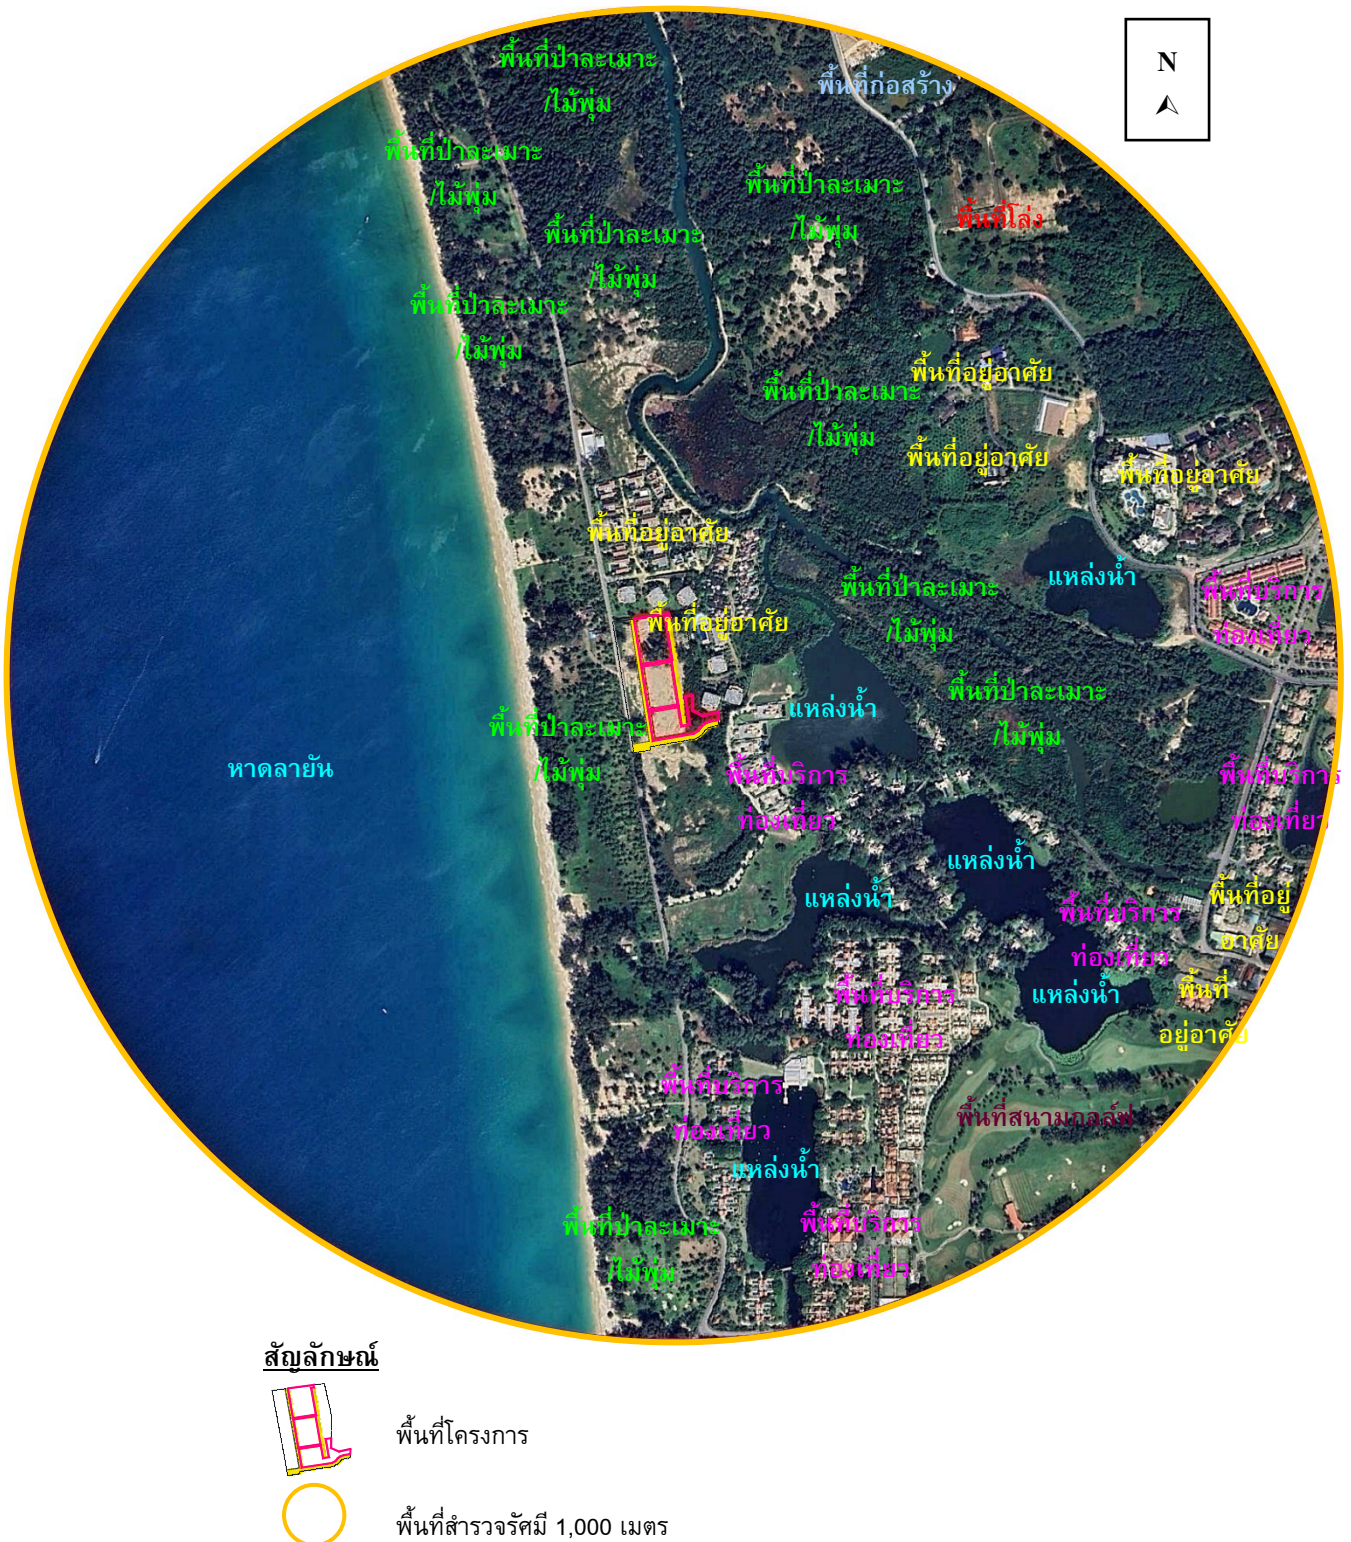 N
พื้นที่ป่าละเมาะ
/ไม้พุ่ม
พื้นที่ก่อสร้าง
พื้นที่ป่าละเมาะ
/ไม้พุ่ม
พื้นที่ป่าละเมาะ
/ไม้พุ่ม
พื้นที่โล่ง
พื้นที่ป่าละเมาะ
/ไม้พุ่ม
พื้นที่ป่าละเมาะ
/ไม้พุ่ม
พื้นที่อยู่อาศัย
พื้นที่ป่าละเมาะ
/ไม้พุ่ม
พื้นที่อยู่อาศัย
พื้นที่อยู่อาศัย
พื้นที่อยู่อาศัย
แหล่งน้ำ
พื้นที่บริการ
ท่องเที่ยว
พื้นที่ป่าละเมาะ
/ไม้พุ่ม
พื้นที่อยู่อาศัย
พื้นที่ป่าละเมาะ
/ไม้พุ่ม
แหล่งน้ำ
พื้นที่ป่าละเมาะ
/ไม้พุ่ม
หาดลายัน
พื้นที่บริการ
ท่องเที่ยว
พื้นที่บริการ
ท่องเที่ยว
แหล่งน้ำ
แหล่งน้ำ
พื้นที่บริการ
ท่องเที่ยว
พื้นที่อยู่
อาศัย
แหล่งน้ำ
พื้นที่
อยู่อาศัย
พื้นที่บริการ
ท่องเที่ยว
พื้นที่บริการ
ท่องเที่ยว
พื้นที่สนามกอล์ฟ
แหล่งน้ำ
พื้นที่บริการ
ท่องเที่ยว
พื้นที่ป่าละเมาะ
/ไม้พุ่ม
สัญลักษณ์
พื้นที่โครงการ
พื้นที่สำรวจรัศมี 1,000 เมตร